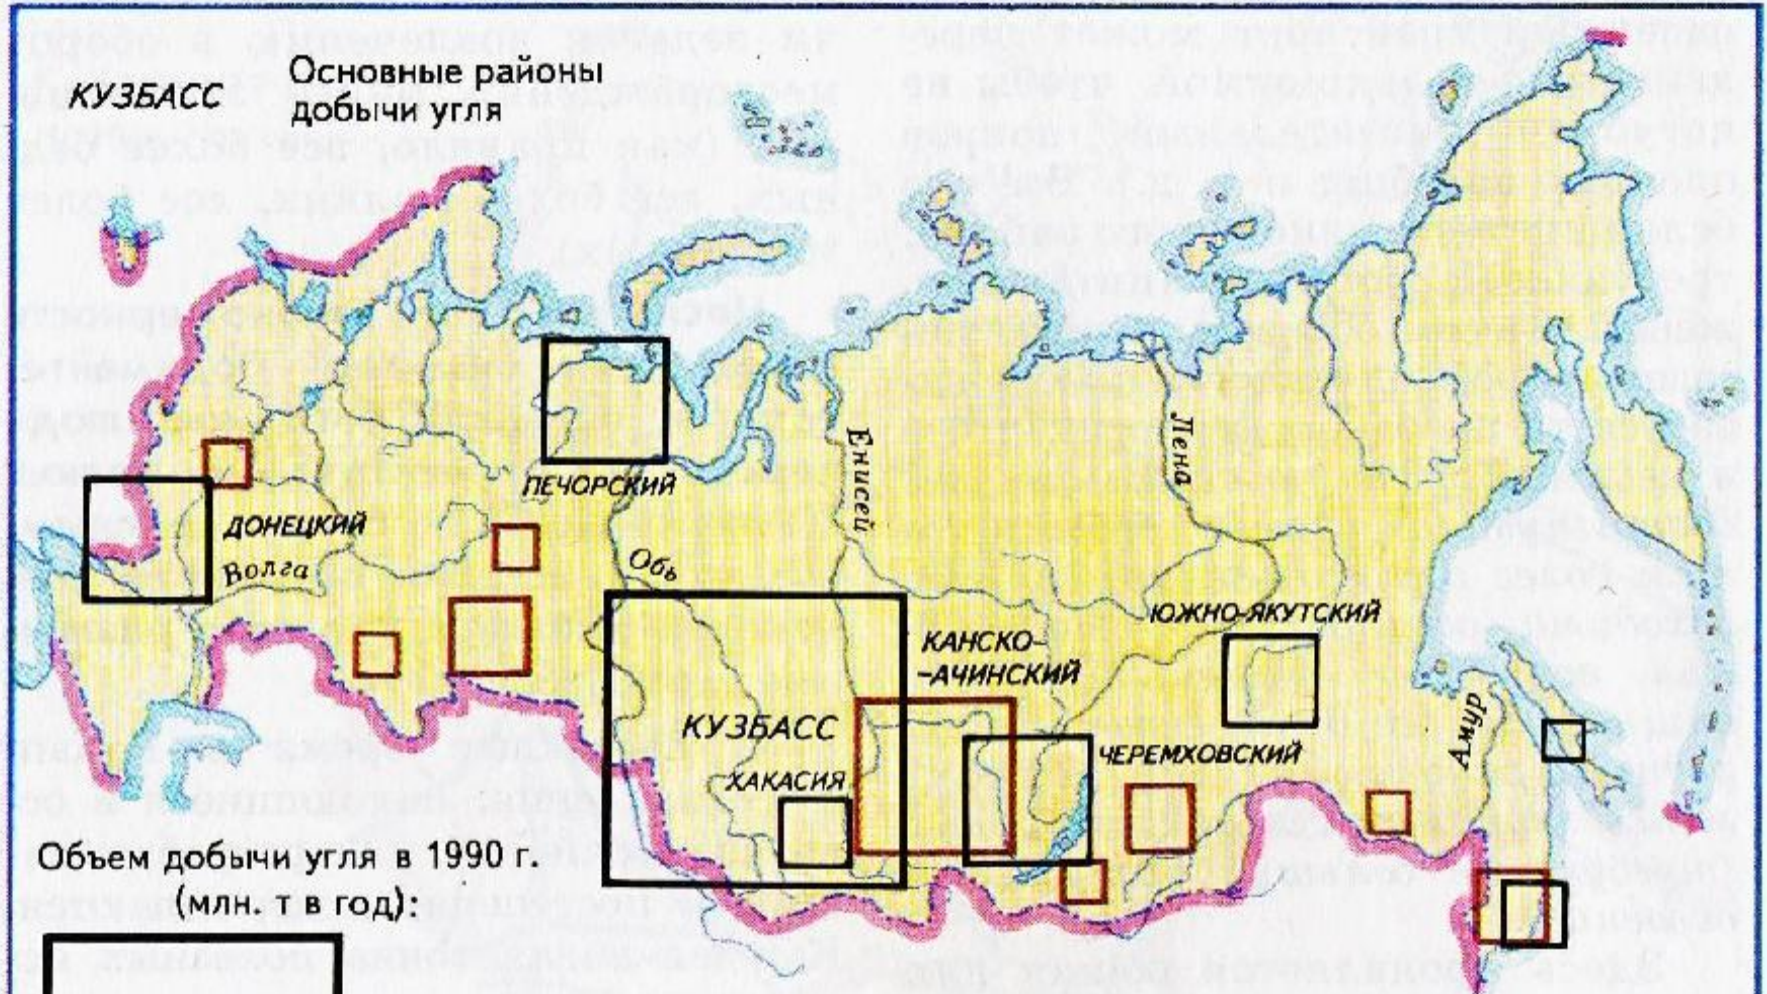 КУЗБАСС
Основные районы
добычи угля
Енисей
Лена
ПЕЧОРСКИЙ
ДОНЕЦКИЙ
Волга
Обь
ЮЖНО-ЯКУТСКИЙ
КАНСКО-
-АЧИНСКИЙ
КУЗБАСС
Амур
ЧЕРЕМХОВСКИЙ
ХАКАСИЯ
Объем добычи угля в 1990 г.
(млн. т в год):